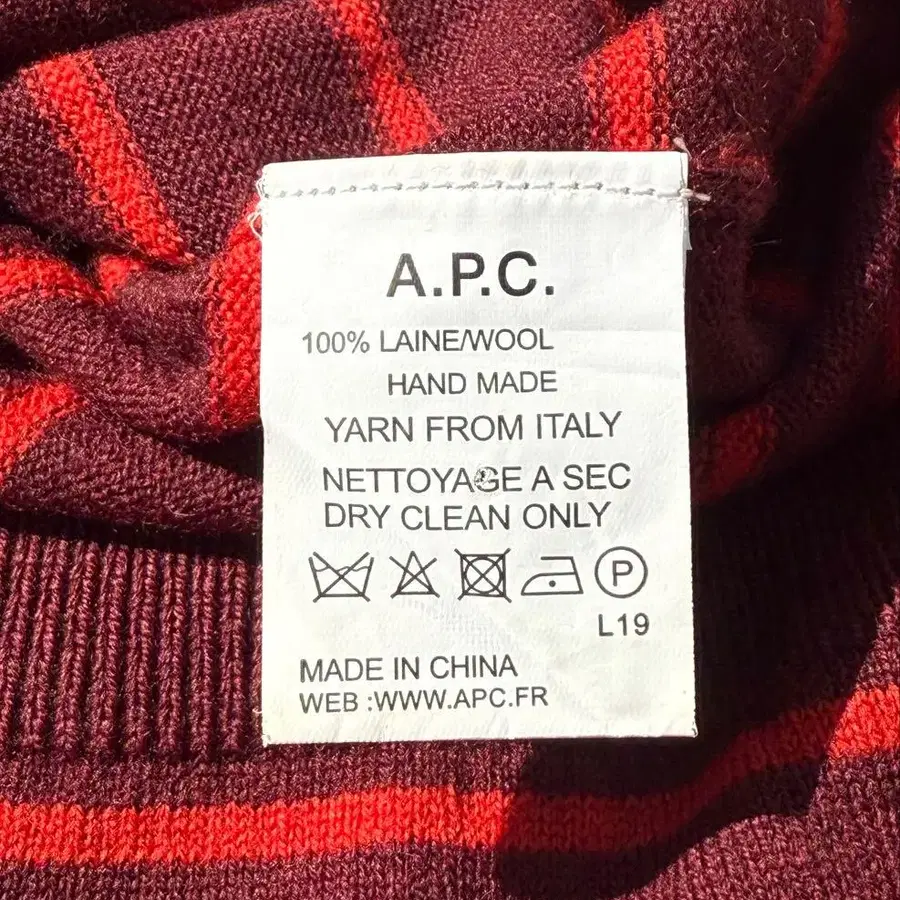 A.P.C.
100% LAINE/WOOL
HAND MADE
YARN FROM ITALY
NETTOYAGE A SEC
DRY CLEAN ONLY
P
L19
MADE IN CHINA
WEB :WWW.APC.FR